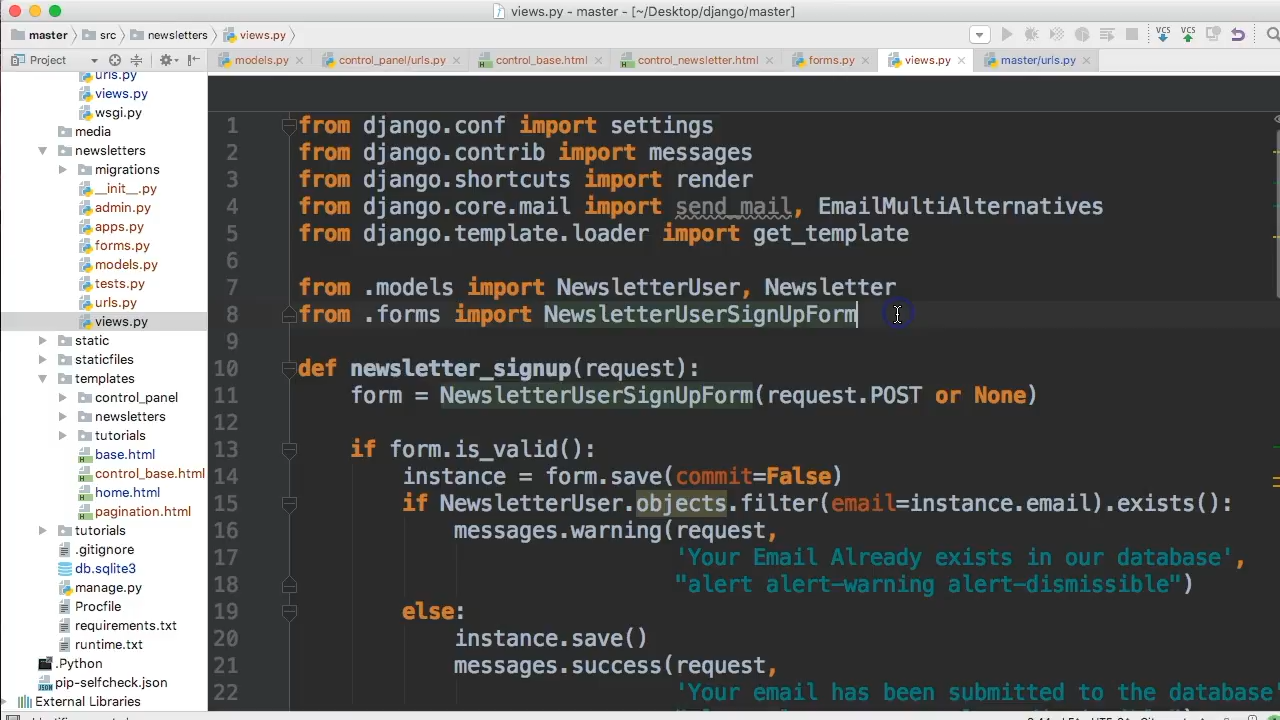 views.py - master - [~/Desktop/django/master]
master src newsletters views.py
Project
models.py control_panel/urls.py control_base.html control_newsletter.html forms.py views.py master/urls.py
urls.py
views.py
wsgi.py
media
newsletters
migrations
__init__.py
admin.py
apps.py
forms.py
models.py
tests.py
urls.py
views.py
static
staticfiles
templates
control_panel
newsletters
tutorials
base.html
control_base.html
home.html
pagination.html
tutorials
.gitignore
db.sqlite3
manage.py
Procfile
requirements.txt
runtime.txt
.Python
pip-selfcheck.json
External Libraries
1 from django.conf import settings
2 from django.contrib import messages
3 from django.shortcuts import render
4 from django.core.mail import send_mail, EmailMultiAlternatives
5 from django.template.loader import get_template
6
7 from .models import NewsletterUser, Newsletter
8 from .forms import NewsletterUserSignUpForm
9
10 def newsletter_signup(request):
11 form = NewsletterUserSignUpForm(request.POST or None)
12
13 if form.is_valid():
14 instance = form.save(commit=False)
15 if NewsletterUser.objects.filter(email=instance.email).exists():
16 messages.warning(request,
17 'Your Email Already exists in our database',
18 "alert alert-warning alert-dismissible")
19 else:
20 instance.save()
21 messages.success(request,
22 'Your email has been submitted to the database'